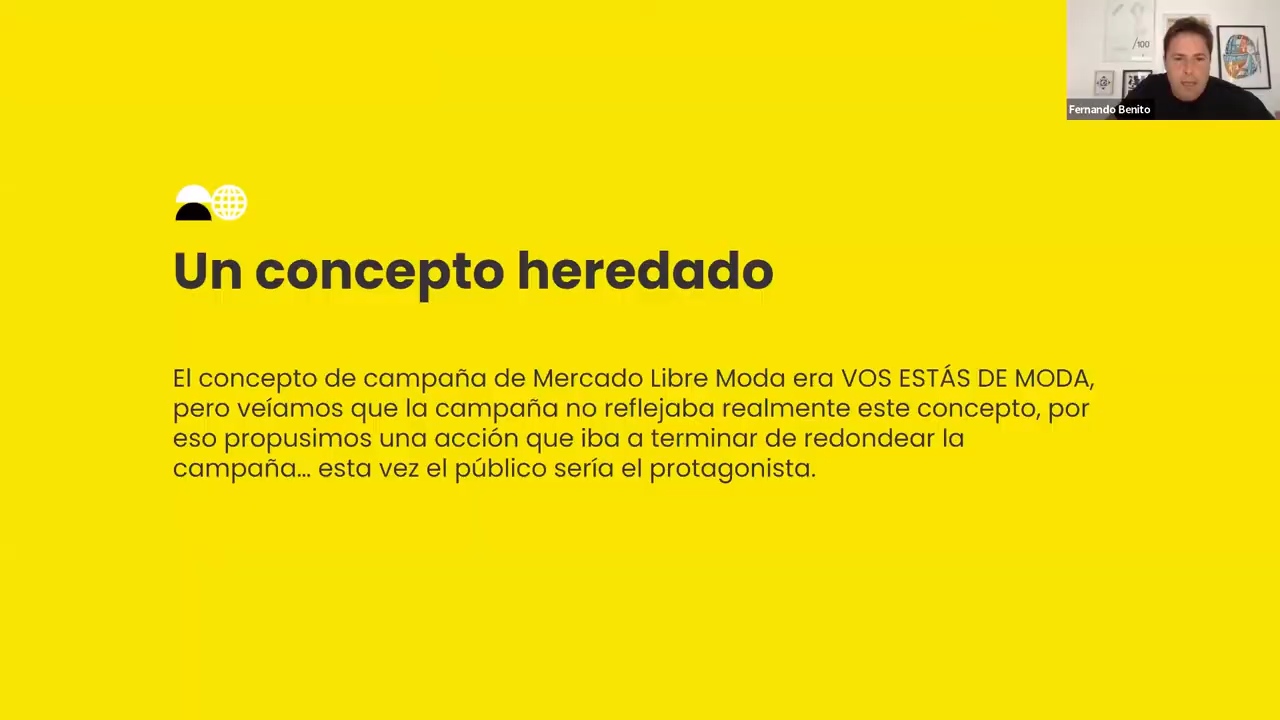 /100
Fernando Benito
Un concepto heredado
El concepto de campaña de Mercado Libre Moda era VOS ESTÁS DE MODA,
pero veíamos que la campaña no reflejaba realmente este concepto, por
eso propusimos una acción que iba a terminar de redondear la
campaña... esta vez el público sería el protagonista.